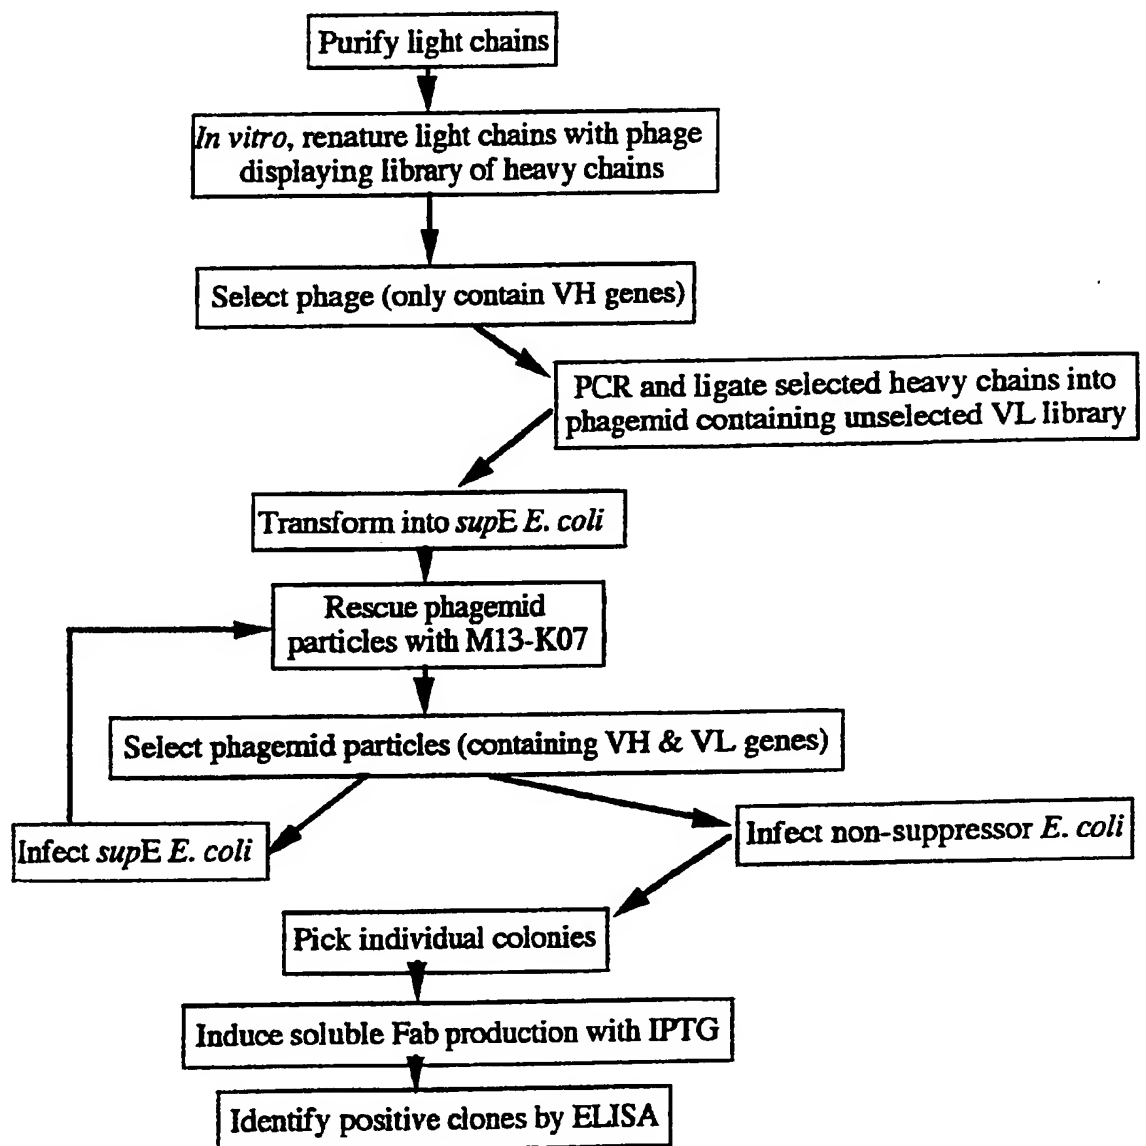 Purify light chains
In vitro, renature light chains with phage
displaying library of heavy chains
Select phage (only contain VH genes)
PCR and ligate selected heavy chains into
phagemid containing unselected VL library
Transform into supE E. coli
Rescue phagemid
particles with M13-K07
Select phagemid particles (containing VH & VL genes)
Infect supE E. coli
Infect non-suppressor E. coli
Pick individual colonies
Induce soluble Fab production with IPTG
Identify positive clones by ELISA